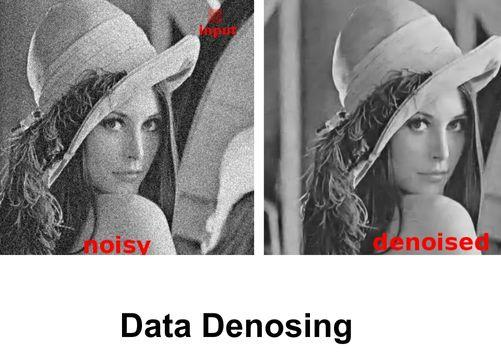 Input
noisy
denoised
Data Denosing